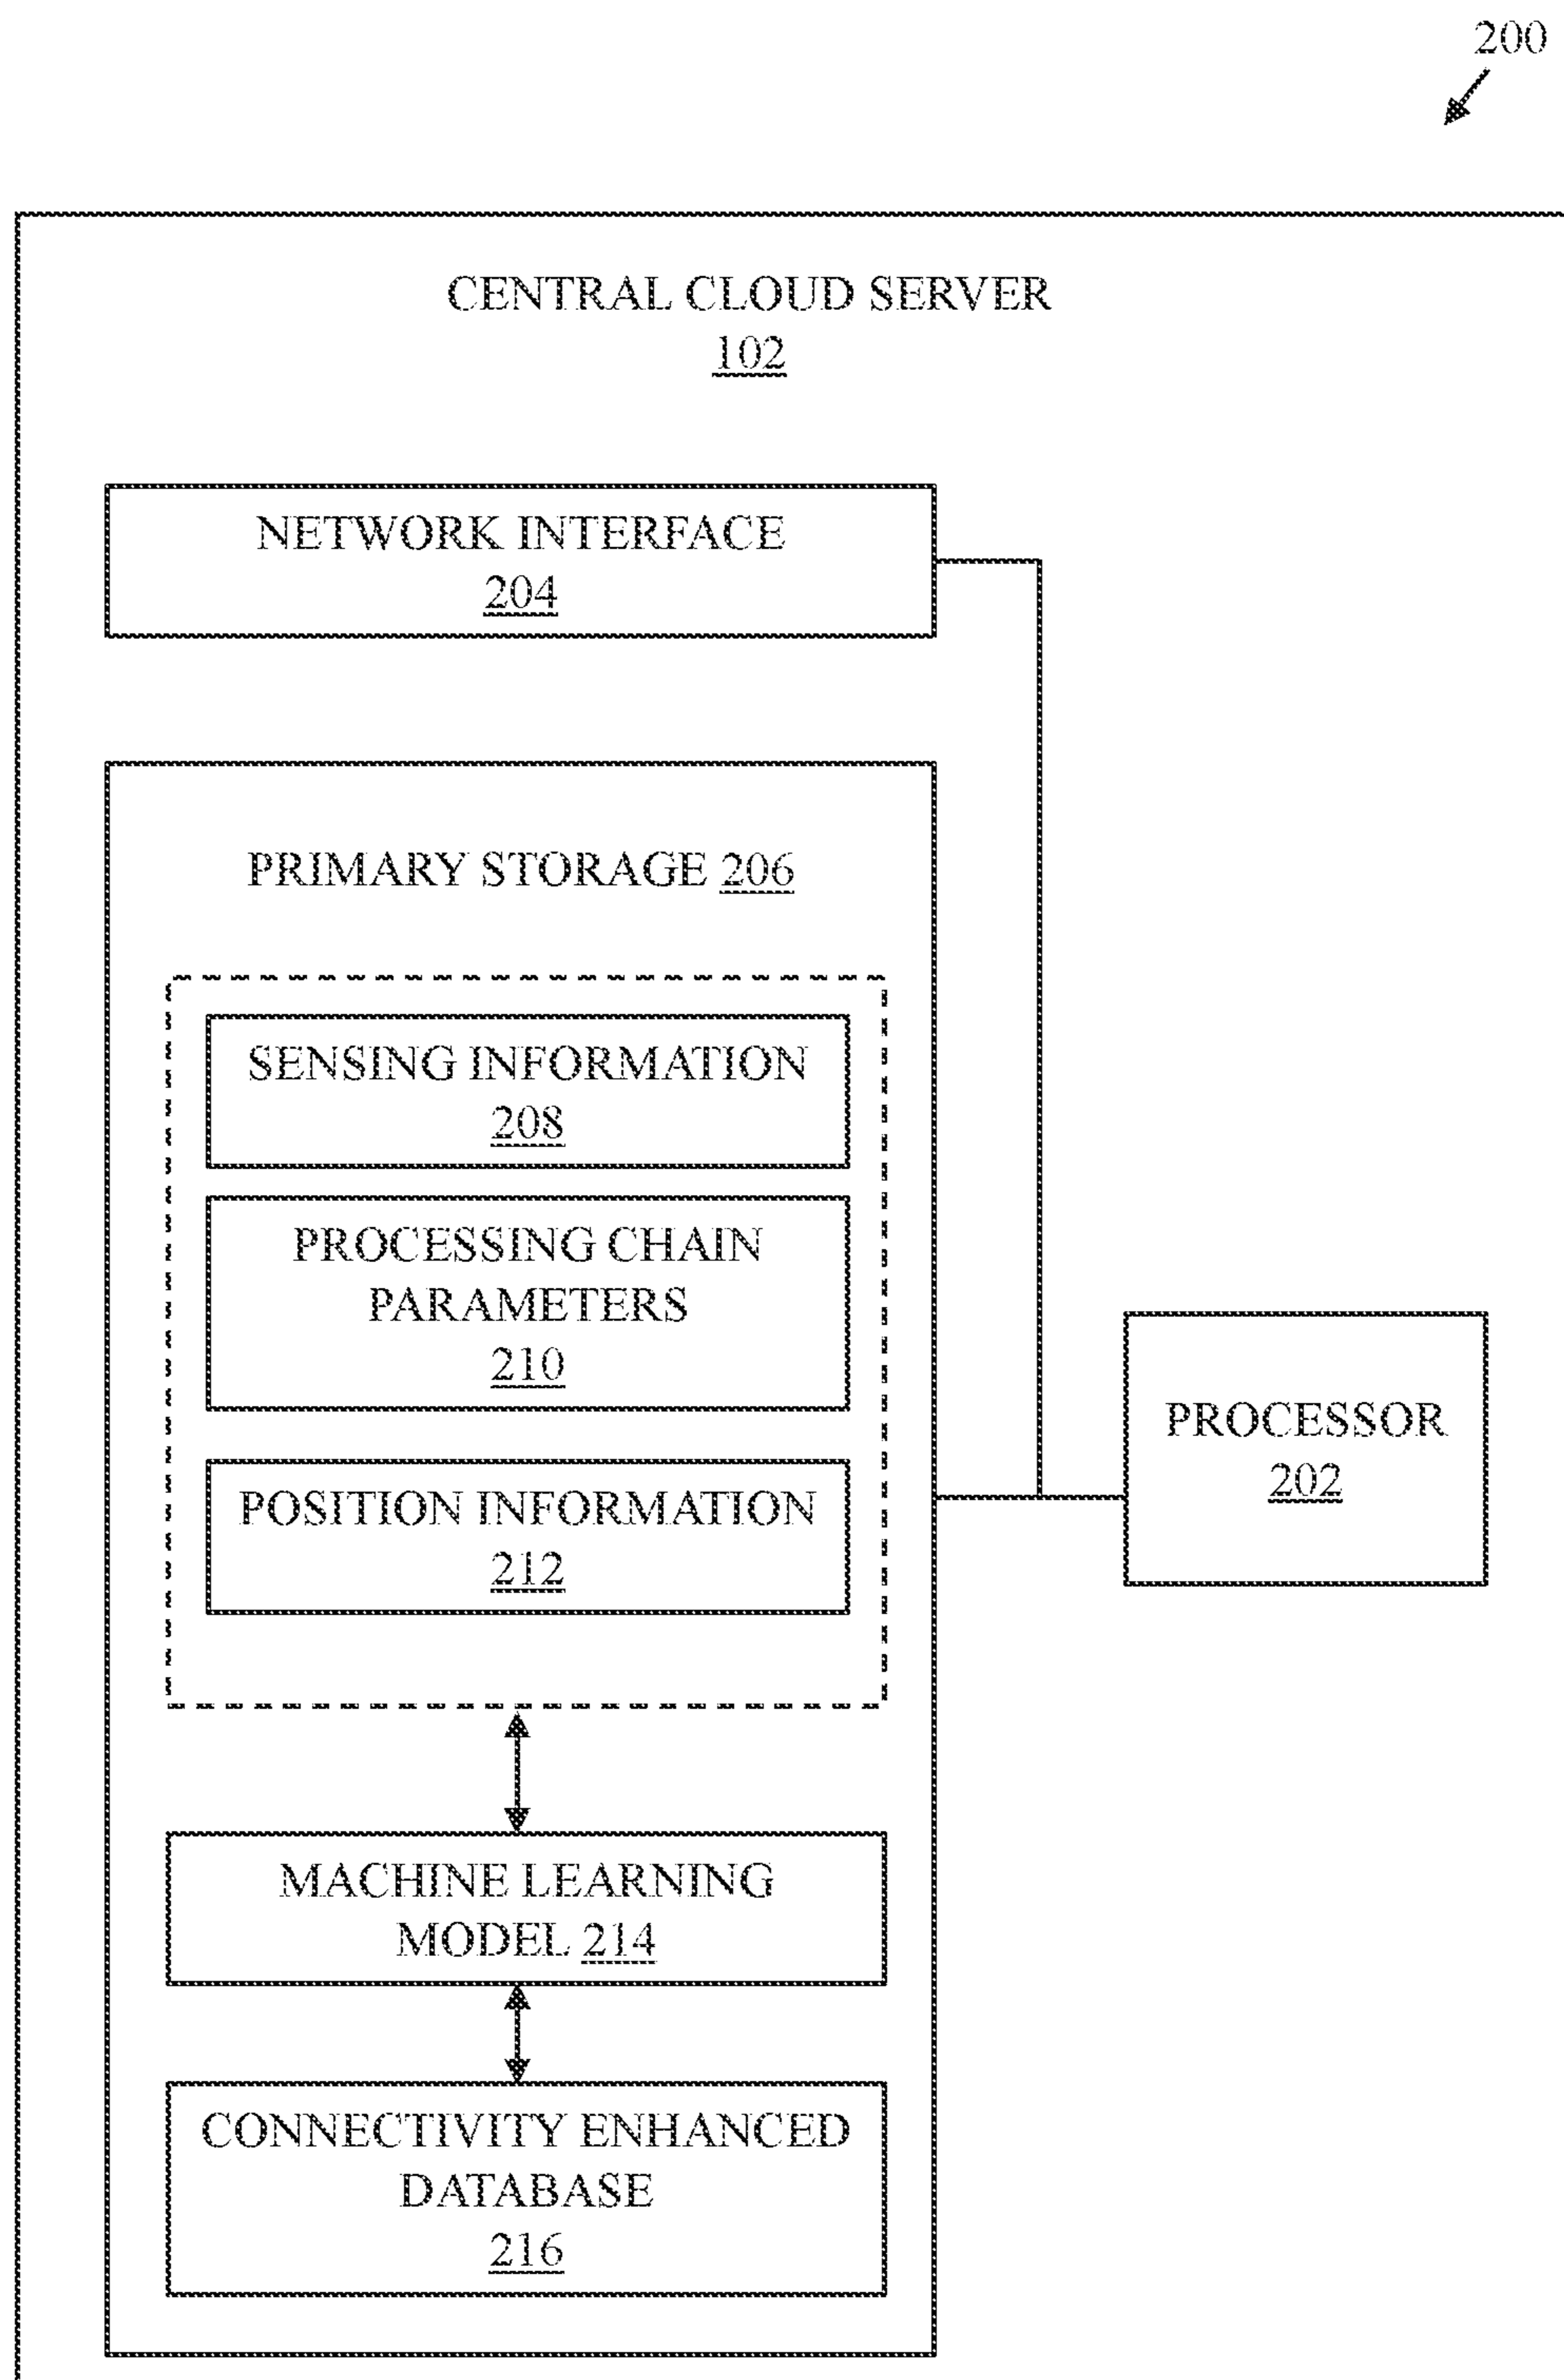 200
CENTRAL CLOUD SERVER
102
NETWORK INTERFACE
204
PRIMARY STORAGE 206
SENSING INFORMATION
208
PROCESSING CHAIN
PARAMETERS
210
POSITION INFORMATION
212
PROCESSOR
202
MACHINE LEARNING
MODEL 214
CONNECTIVITY ENHANCED
DATABASE
216